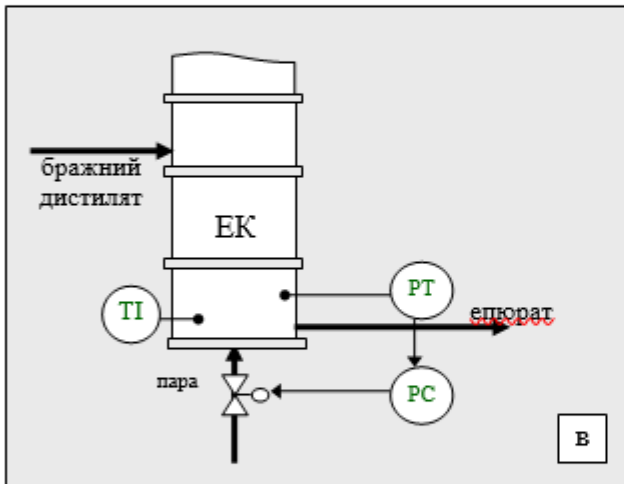 бражний
дистилят
ЕК
TI
PT
епюрат
пара
PC
в